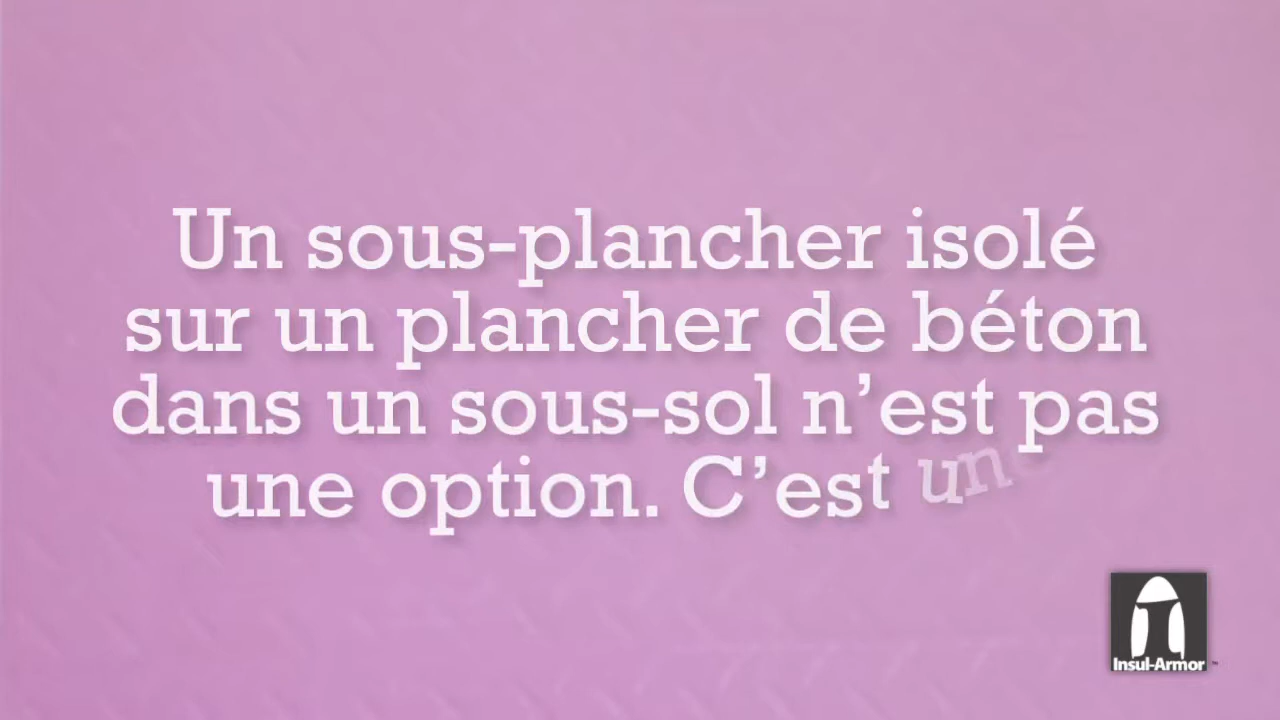 Un sous-plancher isolé
sur un plancher de béton
dans un sous-sol n’est pas
une option. C’est une
Insul-Armor